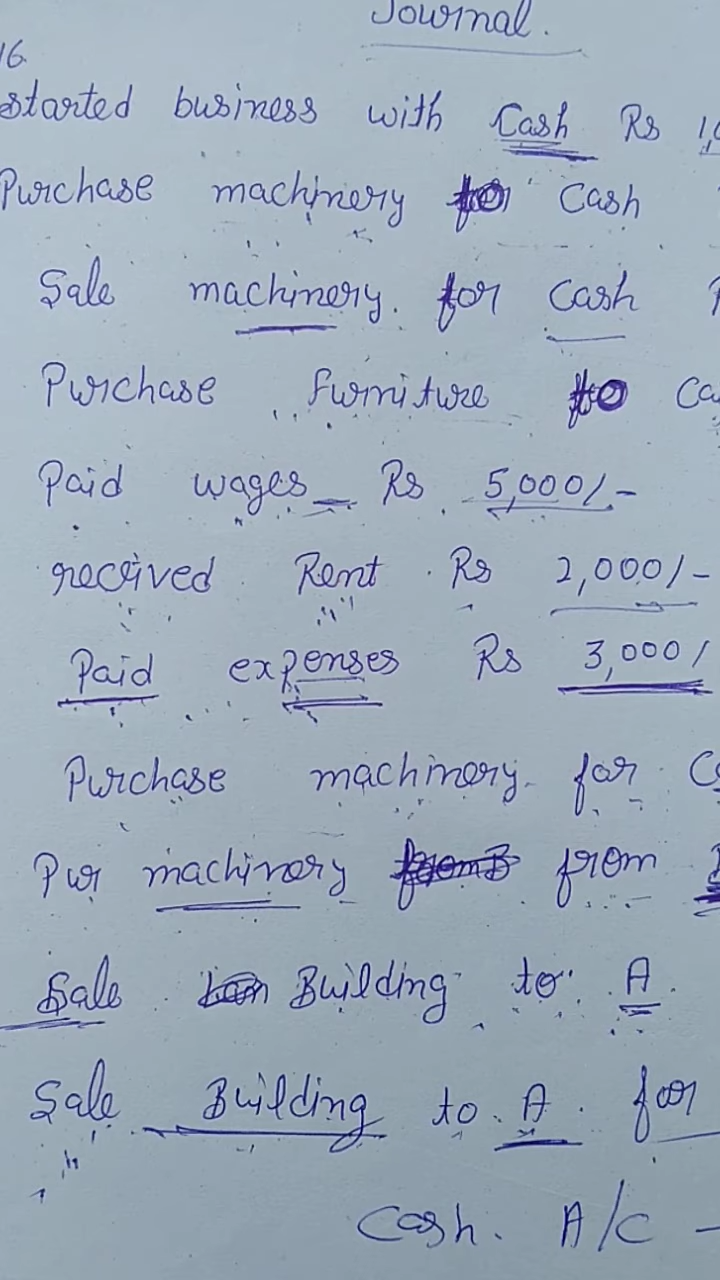 Journal.
16.
started business with Cash Rs
Purchase machinery for Cash
Sale machinery. for Cash
Purchase furniture for
Paid wages Rs 5,000/-
received Rent Rs 2,000/-
Paid expenses Rs 3,000/
Purchase machinery for
Pur machinery from
Sale Building to A.
Sale Building to A. for
Cash. A/C -